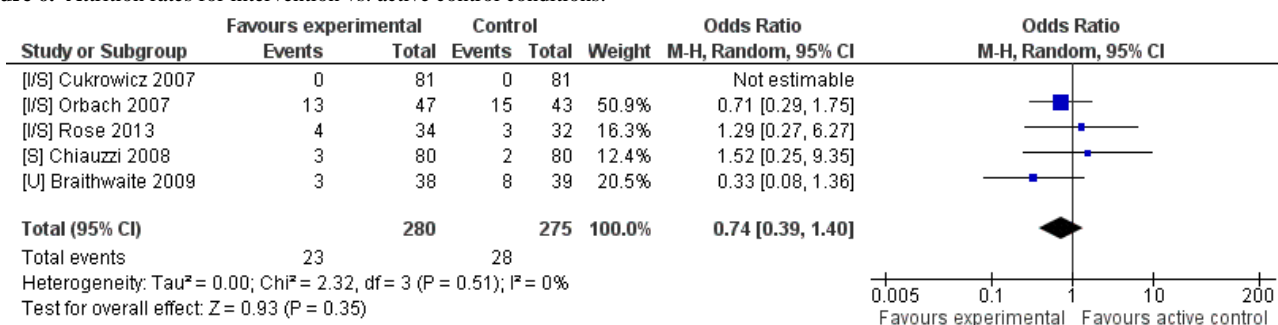 Favours experimental Control Odds Ratio Odds Ratio
Study or Subgroup Events Total Events Total Weight M-H, Random, 95% CI M-H, Random, 95% CI
[I/S] Cukrowicz 2007 0 81 0 81 Not estimable
[I/S] Orbach 2007 13 47 15 43 50.9% 0.71 [0.29, 1.75]
[I/S] Rose 2013 4 34 3 32 16.3% 1.29 [0.27, 6.27]
[S] Chiauzzi 2008 3 80 2 80 12.4% 1.52 [0.25, 9.35]
[U] Braithwaite 2009 3 38 8 39 20.5% 0.33 [0.08, 1.36]
Total (95% CI) 280 275 100.0% 0.74 [0.39, 1.40]
Total events 23 28
Heterogeneity: Tau² = 0.00; Chi² = 2.32, df = 3 (P = 0.51); I² = 0%
Test for overall effect: Z = 0.93 (P = 0.35)
0.005 0.1 1 10 200
Favours experimental Favours active control